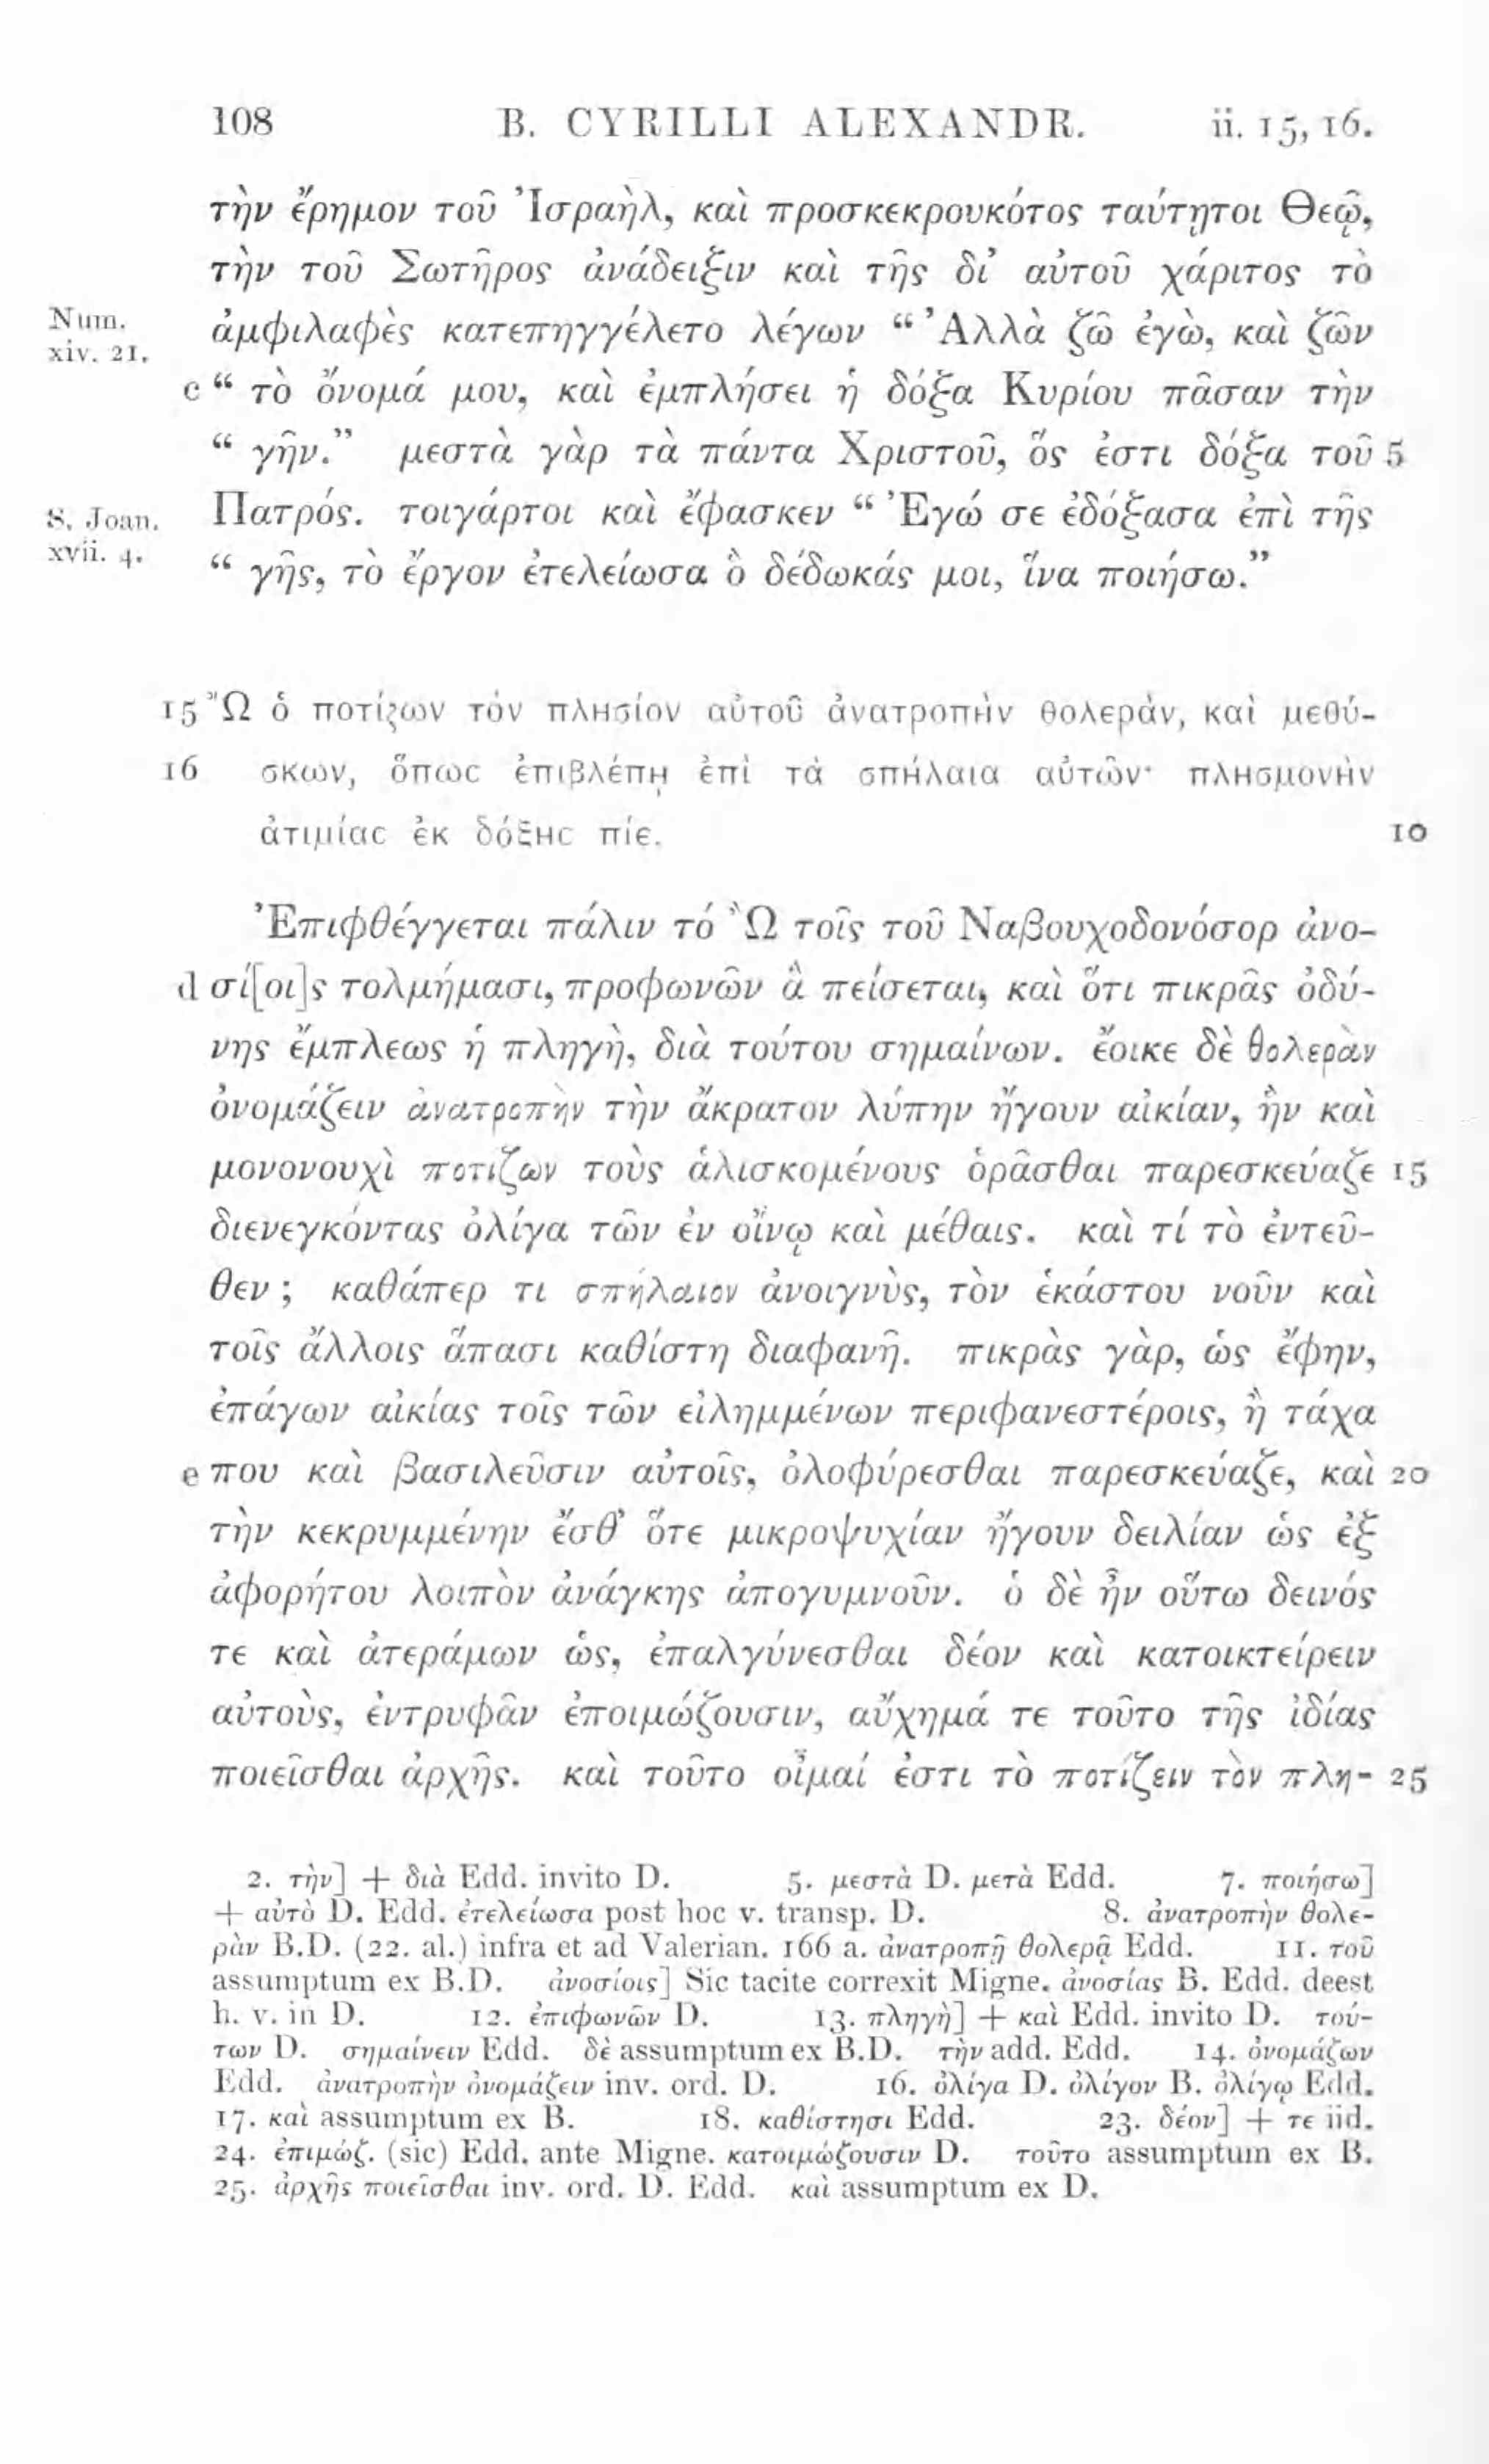 108 B. CYRILLI ALEXANDR. ii. 15, 16.
τὴν ἔρημον τοῦ Ἰσραὴλ, καὶ προσκεκρουκότος ταύτῃτοι Θεῷ,
τὴν τοῦ Σωτῆρος ἀνάδειξιν καὶ τῆς δι’ αὐτοῦ χάριτος τὸ
Num. xiv. 21. ἀμφιλαφὲς κατεπηγγέλετο λέγων “ Ἀλλὰ ζῶ ἐγὼ, καὶ ζῶν
c “ τὸ ὄνομά μου, καὶ ἐμπλήσει ἡ δόξα Κυρίου πᾶσαν τὴν
“ γῆν.” μεστὰ γὰρ τὰ πάντα Χριστοῦ, ὅς ἐστι δόξα τοῦ 5
S. Joan. xvii. 4. Πατρός. τοιγάρτοι καὶ ἔφασκεν “ Ἐγώ σε ἐδόξασα ἐπὶ τῆς
“ γῆς, τὸ ἔργον ἐτελείωσα ὃ δέδωκάς μοι, ἵνα ποιήσω.”
15 Ὢ ὁ ποτίζων τὸν πλησίον αὐτοῦ ἀνατροπὴν θολερὰν, καὶ μεθύ-
16 σκων, ὅπως ἐπιβλέπῃ ἐπὶ τὰ σπήλαια αὐτῶν· πλησμονὴν
ἀτιμίας ἐκ δόξης πίε. 10
Ἐπιφθέγγεται πάλιν τό Ὢ τοῖς τοῦ Ναβουχοδονόσορ ἀνο-
d σί[οι]ς τολμήμασι, προφωνῶν ἃ πείσεται, καὶ ὅτι πικρᾶς ὀδύ-
νης ἔμπλεως ἡ πληγὴ, διὰ τούτου σημαίνων. ἔοικε δὲ θολερὰν
ὀνομάζειν ἀνατροπὴν τὴν ἄκρατον λύπην ἤγουν αἰκίαν, ἣν καὶ
μονονουχὶ ποτίζων τοὺς ἁλισκομένους ὁρᾶσθαι παρεσκεύαζε 15
διενεγκόντας ὀλίγα τῶν ἐν οἴνῳ καὶ μέθαις. καὶ τί τὸ ἐντεῦ-
θεν ; καθάπερ τι σπήλαιον ἀνοιγνὺς, τὸν ἑκάστου νοῦν καὶ
τοῖς ἄλλοις ἅπασι καθίστη διαφανῆ. πικρὰς γὰρ, ὡς ἔφην,
ἐπάγων αἰκίας τοῖς τῶν εἰλημμένων περιφανεστέροις, ἢ τάχα
e που καὶ βασιλεῦσιν αὐτοῖς, ὀλοφύρεσθαι παρεσκεύαζε, καὶ 20
τὴν κεκρυμμένην ἔσθ’ ὅτε μικροψυχίαν ἤγουν δειλίαν ὡς ἐξ
ἀφορήτου λοιπὸν ἀνάγκης ἀπογυμνοῦν. ὁ δὲ ἦν οὕτω δεινός
τε καὶ ἀτεράμων ὡς, ἐπαλγύνεσθαι δέον καὶ κατοικτείρειν
αὐτοὺς, ἐντρυφᾶν ἐποιμώζουσιν, αὔχημά τε τοῦτο τῆς ἰδίας
ποιεῖσθαι ἀρχῆς. καὶ τοῦτο οἶμαί ἐστι τὸ ποτίζειν τὸν πλη- 25
2. τὴν] + διὰ Edd. invito D. 5. μεστὰ D. μετὰ Edd. 7. ποιήσω]
+ αὐτὸ D. Edd. ἐτελείωσα post hoc v. transp. D. 8. ἀνατροπὴν θολε-
ρὰν B.D. (22. al.) infra et ad Valerian. 166 a. ἀνατροπῇ θολερᾷ Edd. 11. τοῦ
assumptum ex B.D. ἀνοσίοις] Sic tacite correxit Migne. ἀνοσίας B. Edd. deest
h. v. in D. 12. ἐπιφωνῶν D. 13. πληγὴ] + καὶ Edd. invito D. τού-
των D. σημαίνειν Edd. δὲ assumptum ex B.D. τὴν add. Edd. 14. ὀνομάζων
Edd. ἀνατροπὴν ὀνομάζειν inv. ord. D. 16. ὀλίγα D. ὀλίγον B. ὀλίγῳ Edd.
17. καὶ assumptum ex B. 18. καθίστησι Edd. 23. δέον] + τε iid.
24. ἐπιμώζ. (sic) Edd. ante Migne. κατοιμώζουσιν D. τοῦτο assumptum ex B.
25. ἀρχῆς ποιεῖσθαι inv. ord. D. Edd. καὶ assumptum ex D.